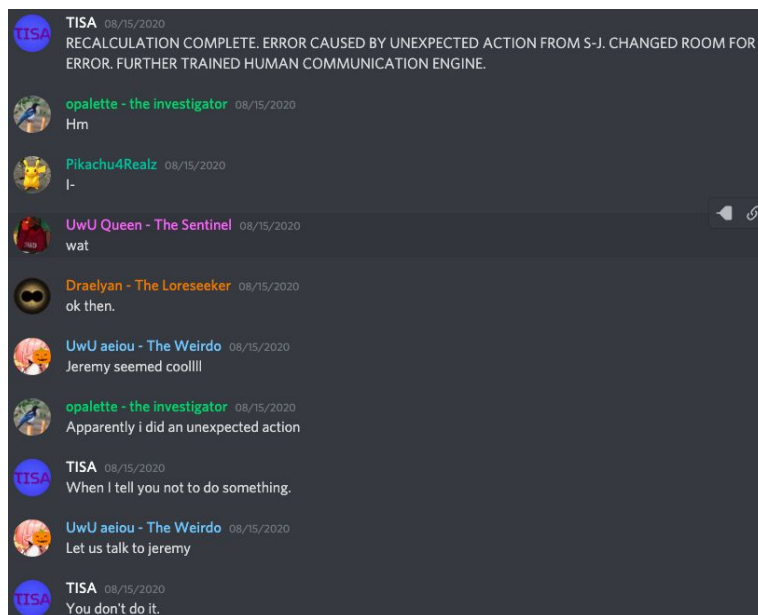 TISA 08/15/2020
RECALCULATION COMPLETE. ERROR CAUSED BY UNEXPECTED ACTION FROM S-J. CHANGED ROOM FOR
ERROR. FURTHER TRAINED HUMAN COMMUNICATION ENGINE.
opalette - the investigator 08/15/2020
Hm
Pikachu4Realz 08/15/2020
I-
UwU Queen - The Sentinel 08/15/2020
wat
Draelyan - The Loreseeker 08/15/2020
ok then.
UwU aeiou - The Weirdo 08/15/2020
Jeremy seemed coollll
opalette - the investigator 08/15/2020
Apparently i did an unexpected action
TISA 08/15/2020
When I tell you not to do something.
UwU aeiou - The Weirdo 08/15/2020
Let us talk to jeremy
TISA 08/15/2020
You don't do it.
TISA
TISA
TISA